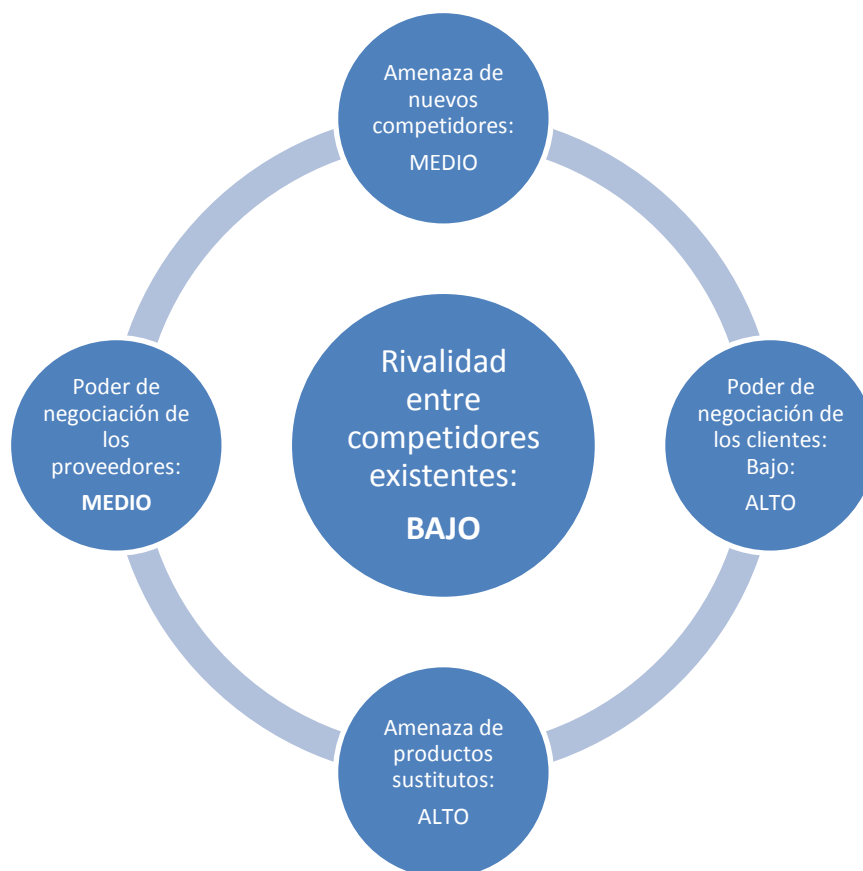 Amenaza de
nuevos
competidores:
MEDIO
Poder de
negociación de
los
proveedores:
MEDIO
Rivalidad
entre
competidores
existentes:
BAJO
Poder de
negociación de
los clientes:
Bajo:
ALTO
Amenaza de
productos
sustitutos:
ALTO